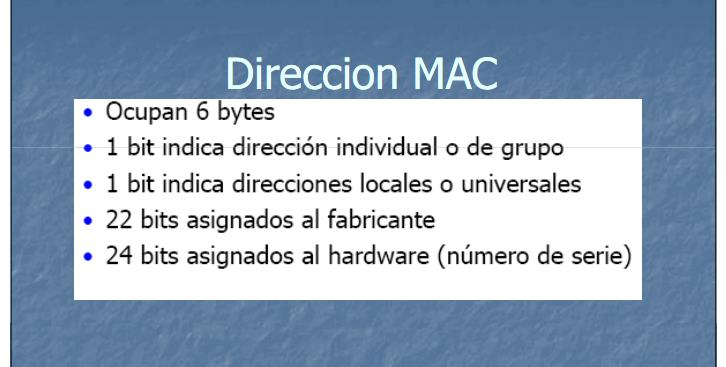 Direccion MAC
• Ocupan 6 bytes
• 1 bit indica dirección individual o de grupo
• 1 bit indica direcciones locales o universales
• 22 bits asignados al fabricante
• 24 bits asignados al hardware (número de serie)